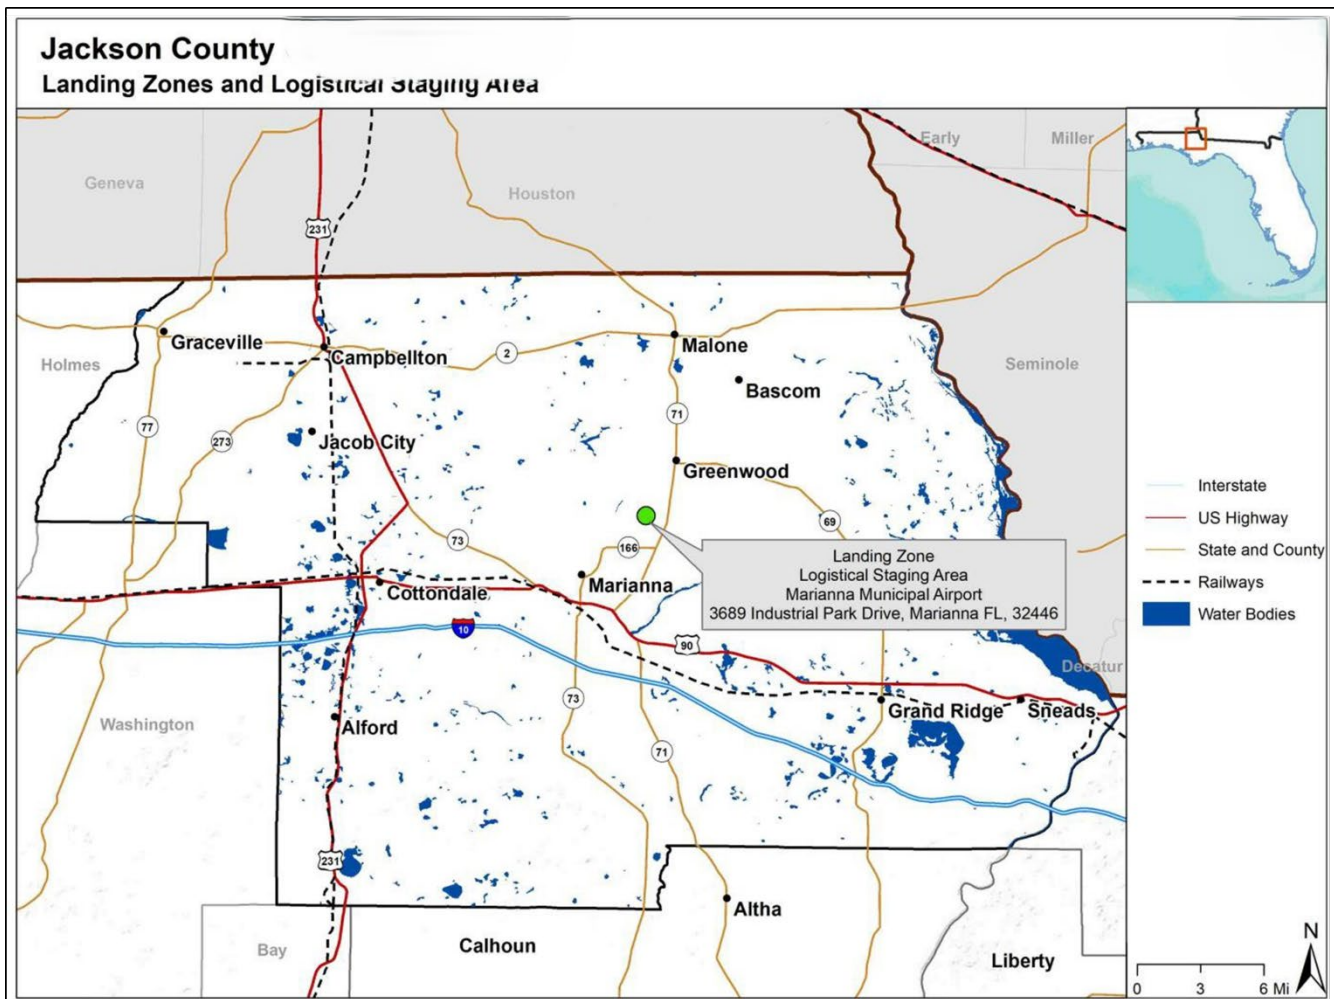 Jackson County
Landing Zones and Logistical Staging Area
Early
Miller
Geneva
Houston
231
Graceville
Campbellton
Malone
Holmes
2
Seminole
Bascom
71
77
273
Jacob City
Greenwood
Interstate
US Highway
69
73
166
State and County
Landing Zone
Logistical Staging Area
Marianna Municipal Airport
3689 Industrial Park Drive, Marianna FL, 32446
Railways
Marianna
Cottondale
Water Bodies
10
90
Decatur
73
Grand Ridge
Sneads
Washington
Alford
71
231
Altha
Bay
Calhoun
Liberty
N
0 3 6 Mi